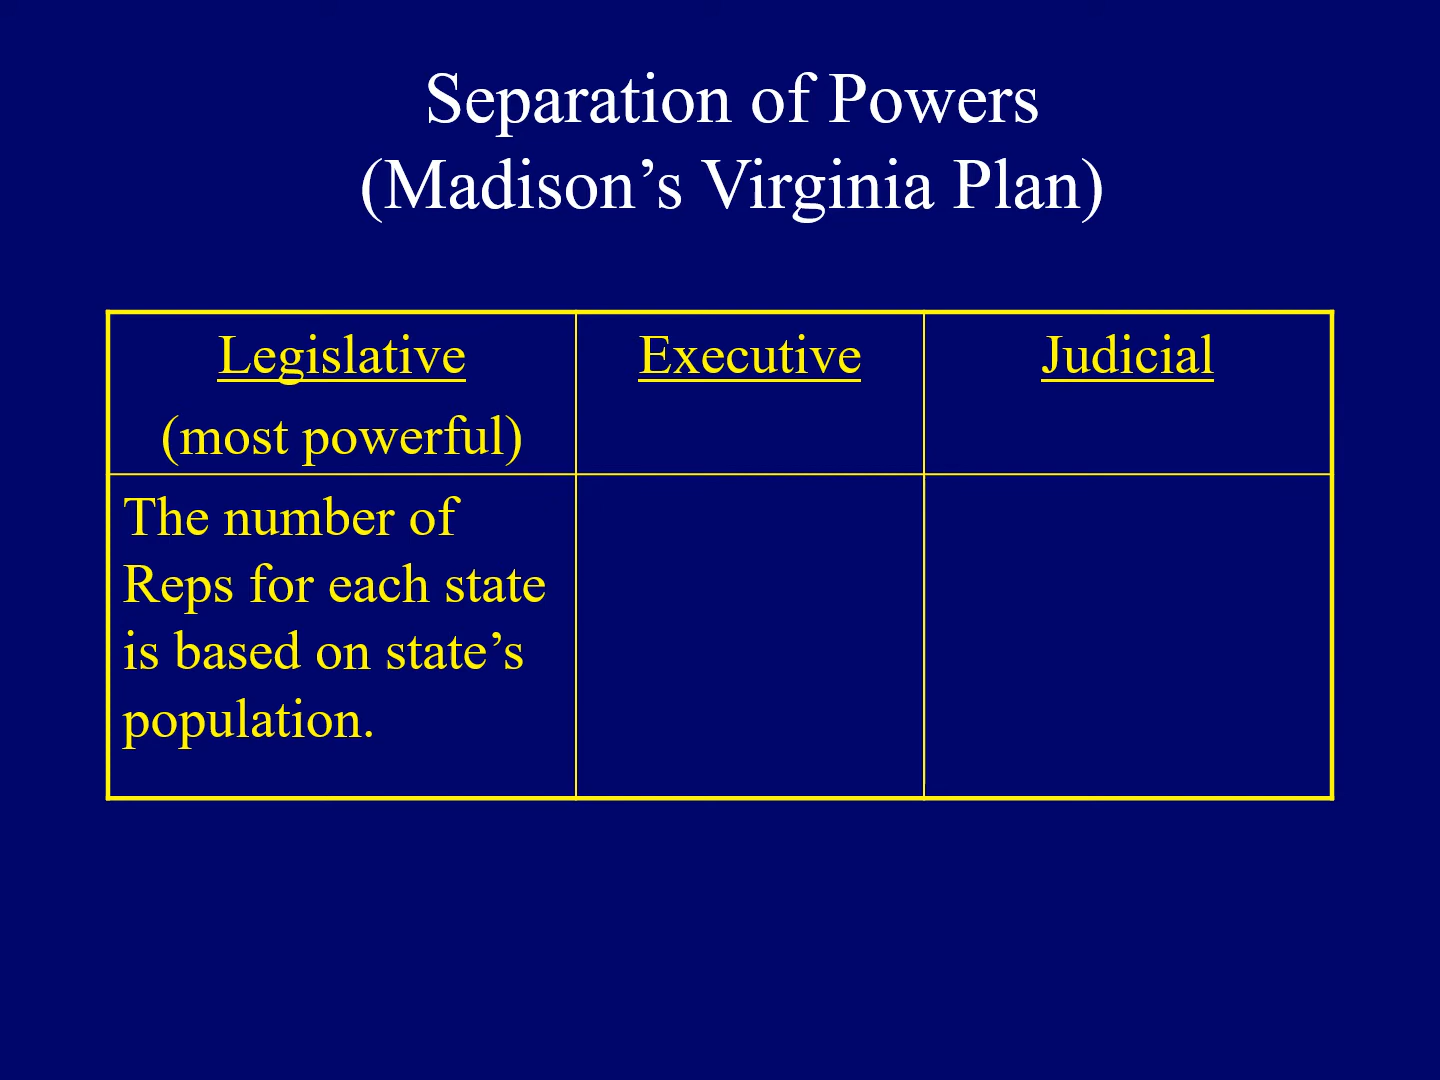 Separation of Powers
(Madison’s Virginia Plan)
Legislative
(most powerful)
Executive
Judicial
The number of
Reps for each state
is based on state’s
population.